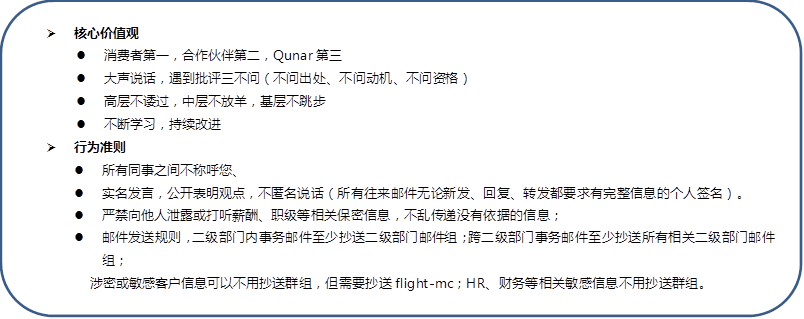 核心价值观
消费者第一，合作伙伴第二，Qunar 第三
大声说话，遇到批评三不问（不问出处、不问动机、不问资格）
高层不诿过，中层不放羊，基层不跳步
不断学习，持续改进
行为准则
所有同事之间不称呼您、
实名发言，公开表明观点，不匿名说话（所有往来邮件无论新发、回复、转发都要求有完整信息的个人签名）。
严禁向他人泄露或打听薪酬、职级等相关保密信息，不乱传递没有依据的信息；
邮件发送规则，二级部门内事务邮件至少抄送二级部门邮件组；跨二级部门事务邮件至少抄送所有相关二级部门邮件
组；
涉密或敏感客户信息可以不用抄送群组，但需要抄送 flight-mc；HR、财务等相关敏感信息不用抄送群组。